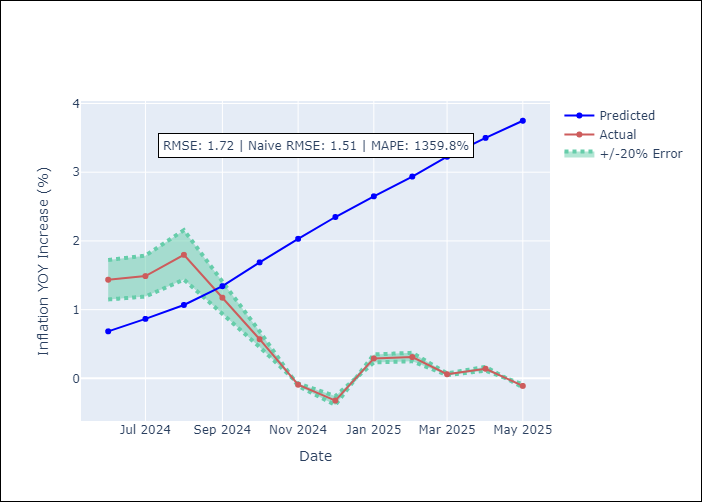 4
Predicted
Actual
+/-20% Error
RMSE: 1.72 | Naive RMSE: 1.51 | MAPE: 1359.8%
3
2
1
0
Inflation YOY Increase (%)
Jul 2024 Sep 2024 Nov 2024 Jan 2025 Mar 2025 May 2025
Date